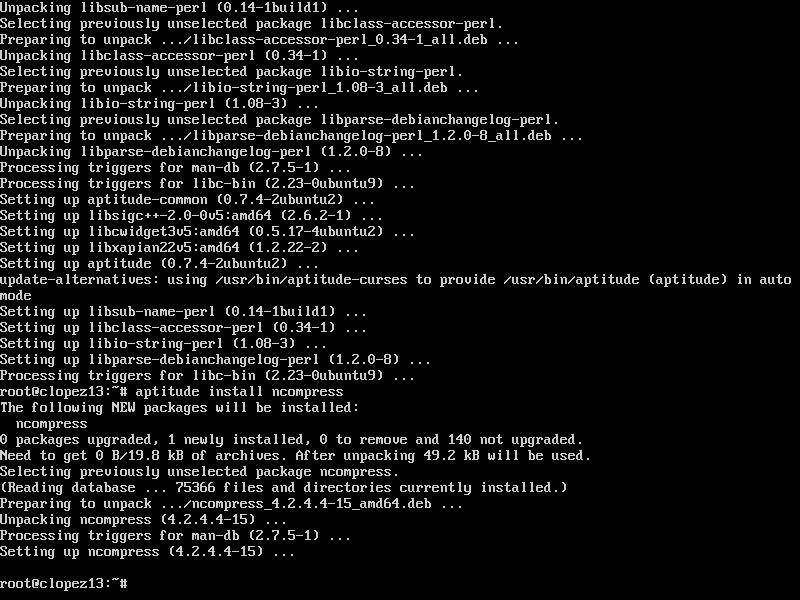 Unpacking libsub-name-perl (0.14-1build1) ...
Selecting previously unselected package libclass-accessor-perl.
Preparing to unpack .../libclass-accessor-perl_0.34-1_all.deb ...
Unpacking libclass-accessor-perl (0.34-1) ...
Selecting previously unselected package libio-string-perl.
Preparing to unpack .../libio-string-perl_1.08-3_all.deb ...
Unpacking libio-string-perl (1.08-3) ...
Selecting previously unselected package libparse-debianchangelog-perl.
Preparing to unpack .../libparse-debianchangelog-perl_1.2.0-8_all.deb ...
Unpacking libparse-debianchangelog-perl (1.2.0-8) ...
Processing triggers for man-db (2.7.5-1) ...
Processing triggers for libc-bin (2.23-0ubuntu9) ...
Setting up aptitude-common (0.7.4-2ubuntu2) ...
Setting up libsigc++-2.0-0v5:amd64 (2.6.2-1) ...
Setting up libcwidget3v5:amd64 (0.5.17-4ubuntu2) ...
Setting up libxapian22v5:amd64 (1.2.22-2) ...
Setting up aptitude (0.7.4-2ubuntu2) ...
update-alternatives: using /usr/bin/aptitude-curses to provide /usr/bin/aptitude (aptitude) in auto
mode
Setting up libsub-name-perl (0.14-1build1) ...
Setting up libclass-accessor-perl (0.34-1) ...
Setting up libio-string-perl (1.08-3) ...
Setting up libparse-debianchangelog-perl (1.2.0-8) ...
Processing triggers for libc-bin (2.23-0ubuntu9) ...
root@clopez13:~# aptitude install ncompress
The following NEW packages will be installed:
  ncompress
0 packages upgraded, 1 newly installed, 0 to remove and 140 not upgraded.
Need to get 0 B/19.8 kB of archives. After unpacking 49.2 kB will be used.
Selecting previously unselected package ncompress.
(Reading database ... 75366 files and directories currently installed.)
Preparing to unpack .../ncompress_4.2.4.4-15_amd64.deb ...
Unpacking ncompress (4.2.4.4-15) ...
Processing triggers for man-db (2.7.5-1) ...
Setting up ncompress (4.2.4.4-15) ...

root@clopez13:~#